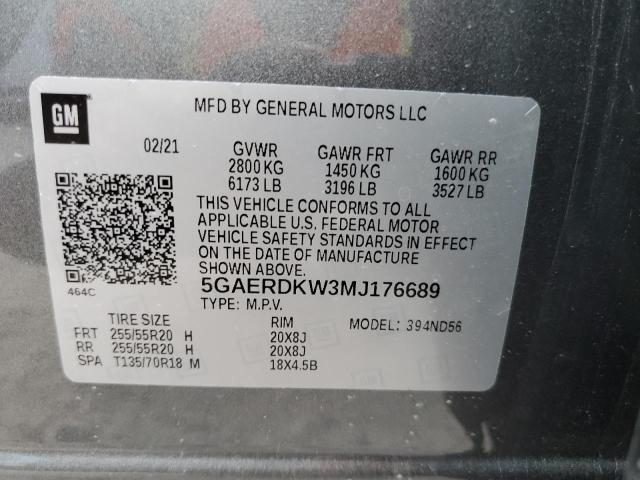 GM
MFD BY GENERAL MOTORS LLC
02/21 GVWR GAWR FRT GAWR RR
2800 KG 1450 KG 1600 KG
6173 LB 3196 LB 3527 LB
THIS VEHICLE CONFORMS TO ALL
APPLICABLE U.S. FEDERAL MOTOR
VEHICLE SAFETY STANDARDS IN EFFECT
ON THE DATE OF MANUFACTURE
SHOWN ABOVE.
464C
5GAERDKW3MJ176689
TYPE: M.P.V.
TIRE SIZE RIM MODEL: 394ND56
FRT 255/55R20 H 20X8J
RR 255/55R20 H 20X8J
SPA T135/70R18 M 18X4.5B